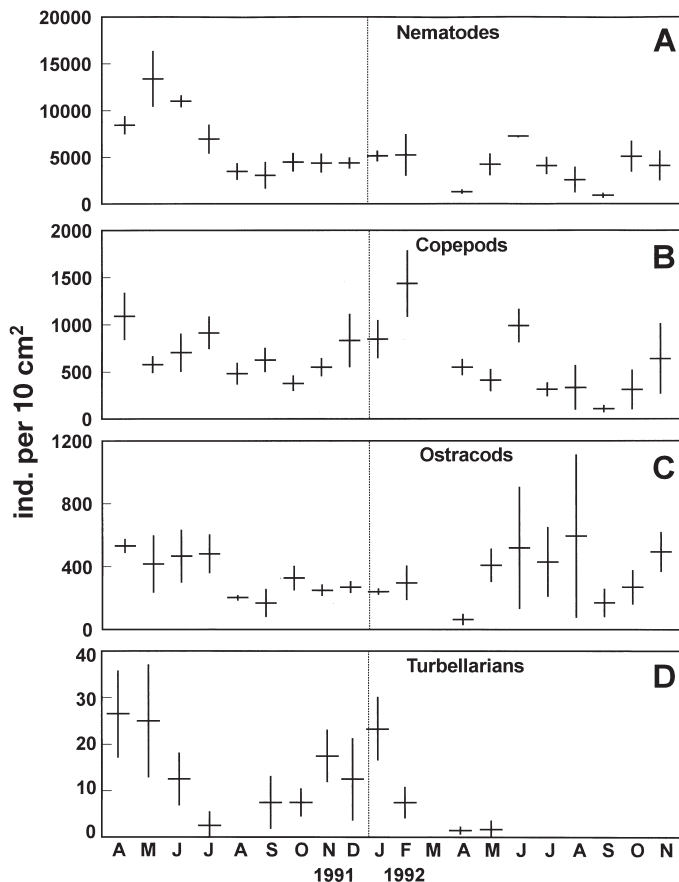 20000
15000
10000
5000
0
Nematodes
A
2000
1500
1000
500
0
Copepods
B
1200
800
400
0
Ostracods
C
40
30
20
10
0
Turbellarians
D
ind. per 10 cm2
A M J J A S O N D J F M A M J J A S O N
1991 1992